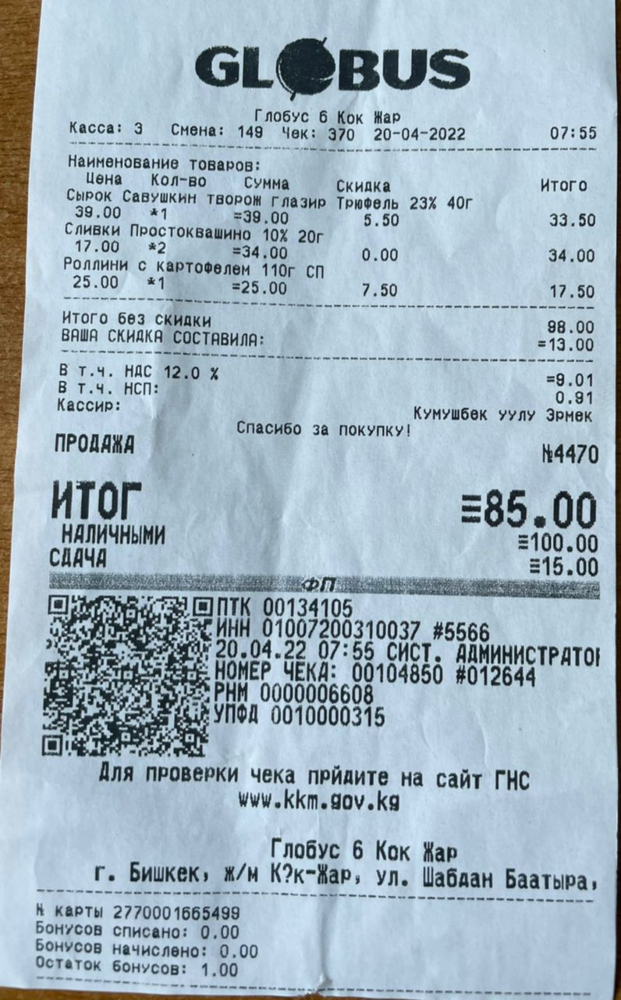 GLOBUS
Глобус 6 Кок Жар
Касса: 3 Смена: 149 Чек: 370 20-04-2022 07:55
Наименование товаров:
Цена Кол-во Сумма Скидка Итого
Сырок Савушкин творож глазир Трюфель 23% 40г
39.00 *1 =39.00 5.50 33.50
Сливки Простоквашино 10% 20г
17.00 *2 =34.00 0.00 34.00
Роллини с картофелем 110г СП
25.00 *1 =25.00 7.50 17.50
Итого без скидки 98.00
ВАША СКИДКА СОСТАВИЛА: =13.00
В т.ч. НДС 12.0 % =9.01
В т.ч. НСП: 0.91
Кассир: Кумушбек уулу Эрмек
Спасибо за покупку!
ПРОДАЖА №4470
ИТОГ ≡85.00
НАЛИЧНЫМИ ≡100.00
СДАЧА ≡15.00
ФП
ПТК 00134105
ИНН 01007200310037 #5566
20.04.22 07:55 СИСТ. АДМИНИСТРАТОР
НОМЕР ЧЕКА: 00104850 #012644
РНМ 0000006608
УПФД 0010000315
Для проверки чека прйдите на сайт ГНС
www.kkm.gov.kg
Глобус 6 Кок Жар
г. Бишкек, ж/м К?к-Жар, ул. Шабдан Баатыра,
№ карты 2770001665499
Бонусов списано: 0.00
Бонусов начислено: 0.00
Остаток бонусов: 1.00